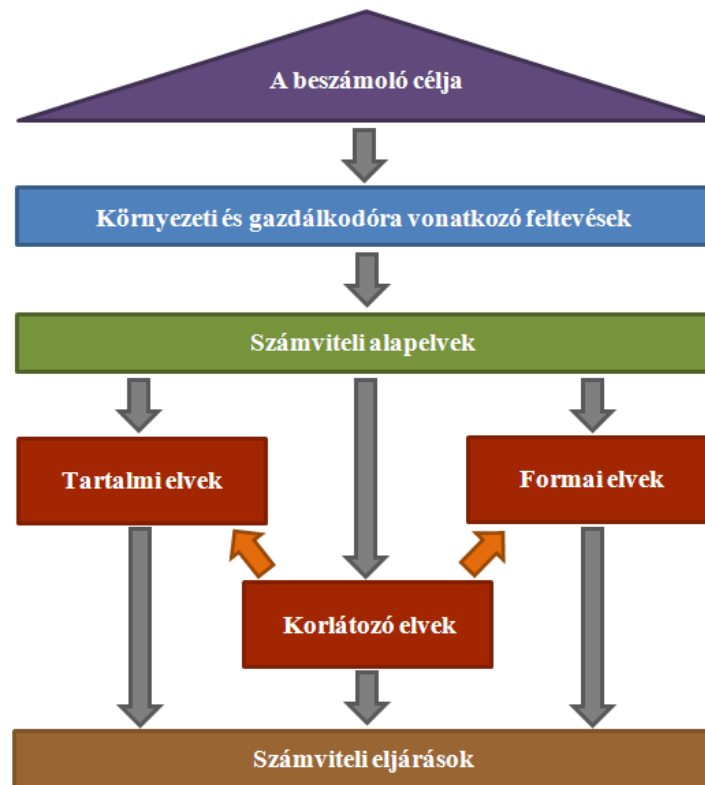 A beszámoló célja
Környezeti és gazdálkodóra vonatkozó feltevések
Számviteli alapelvek
Tartalmi elvek
Formai elvek
Korlátozó elvek
Számviteli eljárások